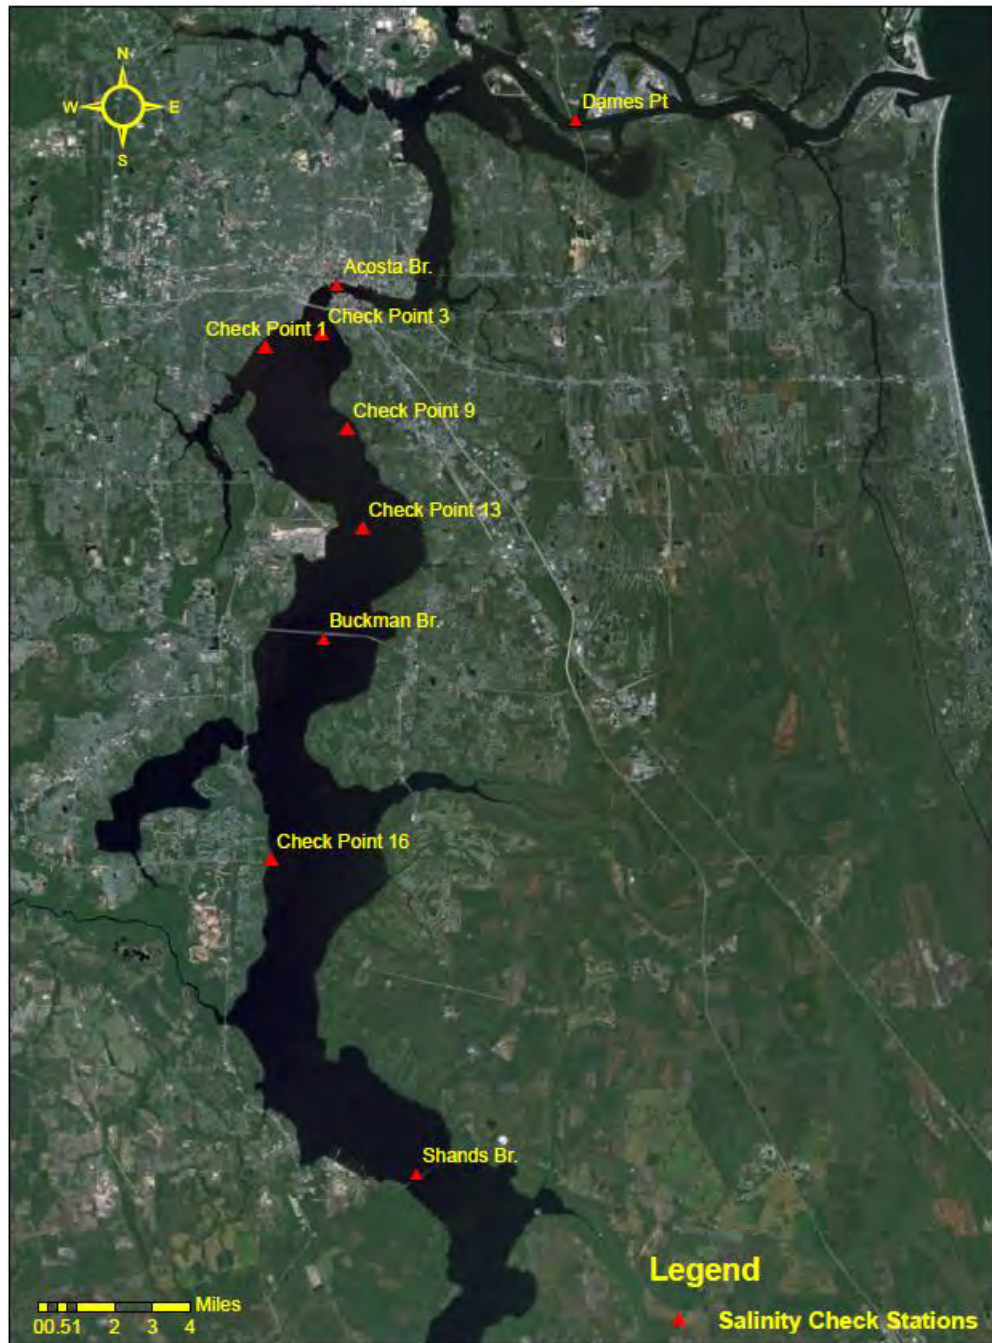 N
W E
S
Dames Pt
Acosta Br.
Check Point 3
Check Point 1
Check Point 9
Check Point 13
Buckman Br.
Check Point 16
Shands Br.
Legend
Miles
00.51 2 3 4
Salinity Check Stations